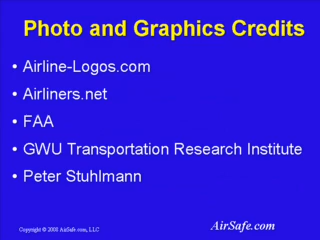 Photo and Graphics Credits
• Airline-Logos.com
• Airliners.net
• FAA
• GWU Transportation Research Institute
• Peter Stuhlmann
Copyright © 2008 AirSafe.com, LLC
AirSafe.com